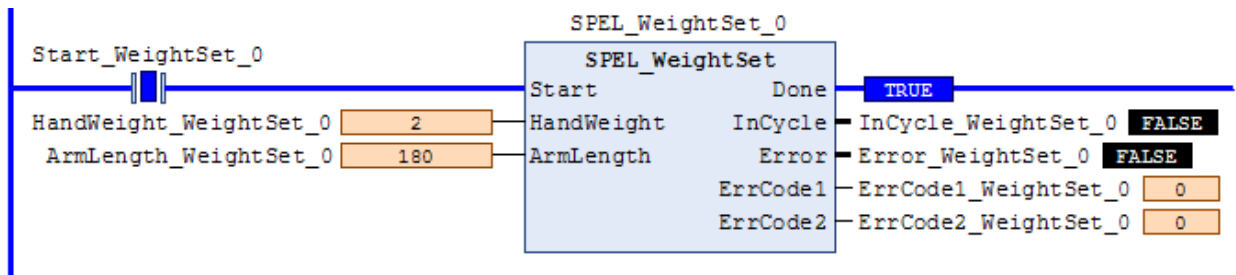 SPEL_WeightSet_0
Start_WeightSet_0
SPEL_WeightSet
Start Done TRUE
HandWeight_WeightSet_0 2 HandWeight InCycle InCycle_WeightSet_0 FALSE
ArmLength_WeightSet_0 180 ArmLength Error Error_WeightSet_0 FALSE
ErrCode1 ErrCode1_WeightSet_0 0
ErrCode2 ErrCode2_WeightSet_0 0